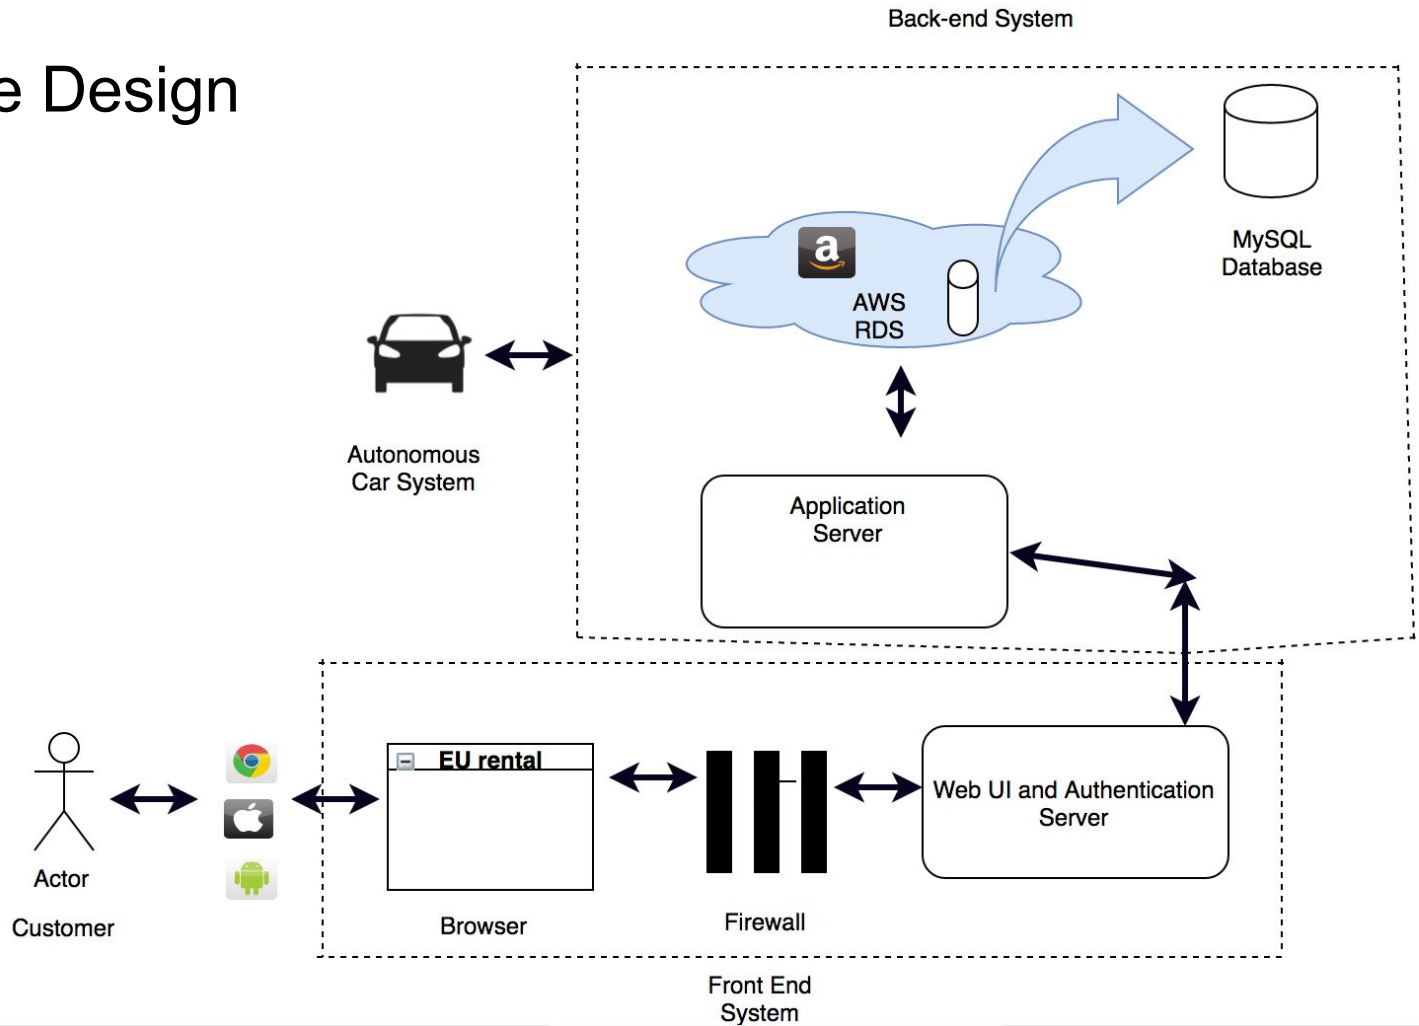 Back-end System
e Design
MySQL
Database
a
AWS
RDS
Autonomous
Car System
Application
Server
EU rental
Web UI and Authentication
Server
Actor
Customer
Browser
Firewall
Front End
System